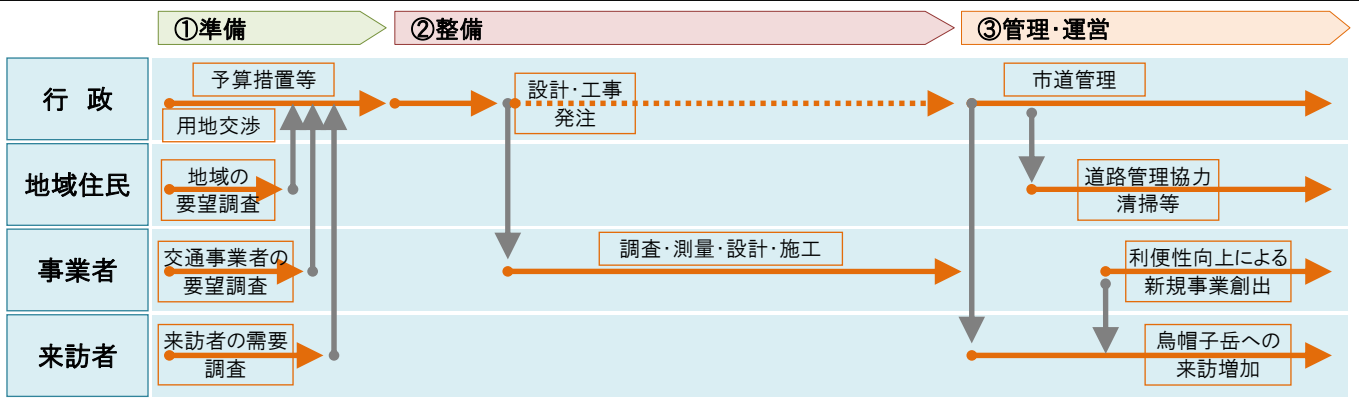 ①準備
②整備
③管理・運営
行 政
予算措置等
用地交渉
設計・工事
発注
市道管理
地域住民
地域の
要望調査
道路管理協力
清掃等
事業者
交通事業者の
要望調査
調査・測量・設計・施工
利便性向上による
新規事業創出
来訪者
来訪者の需要
調査
烏帽子岳への
来訪増加